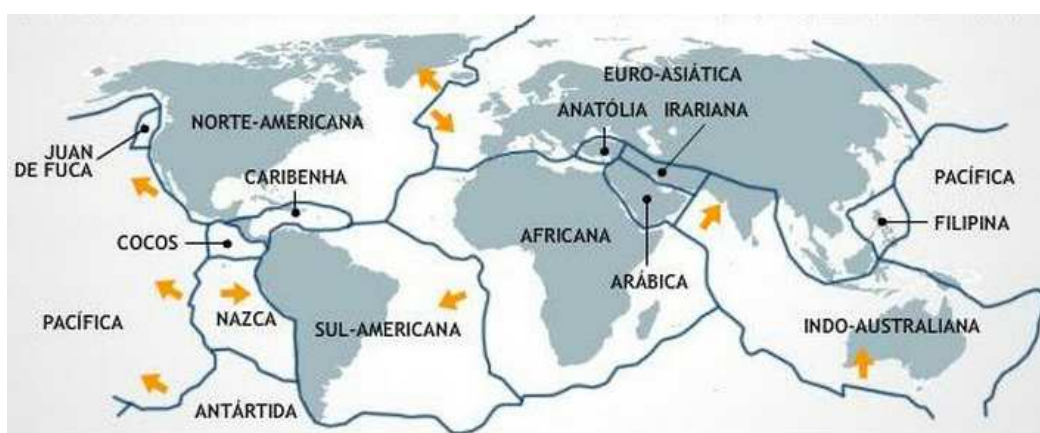 EURO-ASIÁTICA
ANATÓLIA
IRARIANA
NORTE-AMERICANA
JUAN
DE FUCA
CARIBENHA
PACÍFICA
FILIPINA
COCOS
AFRICANA
ARÁBICA
PACÍFICA
NAZCA
SUL-AMERICANA
INDO-AUSTRALIANA
ANTÁRTIDA